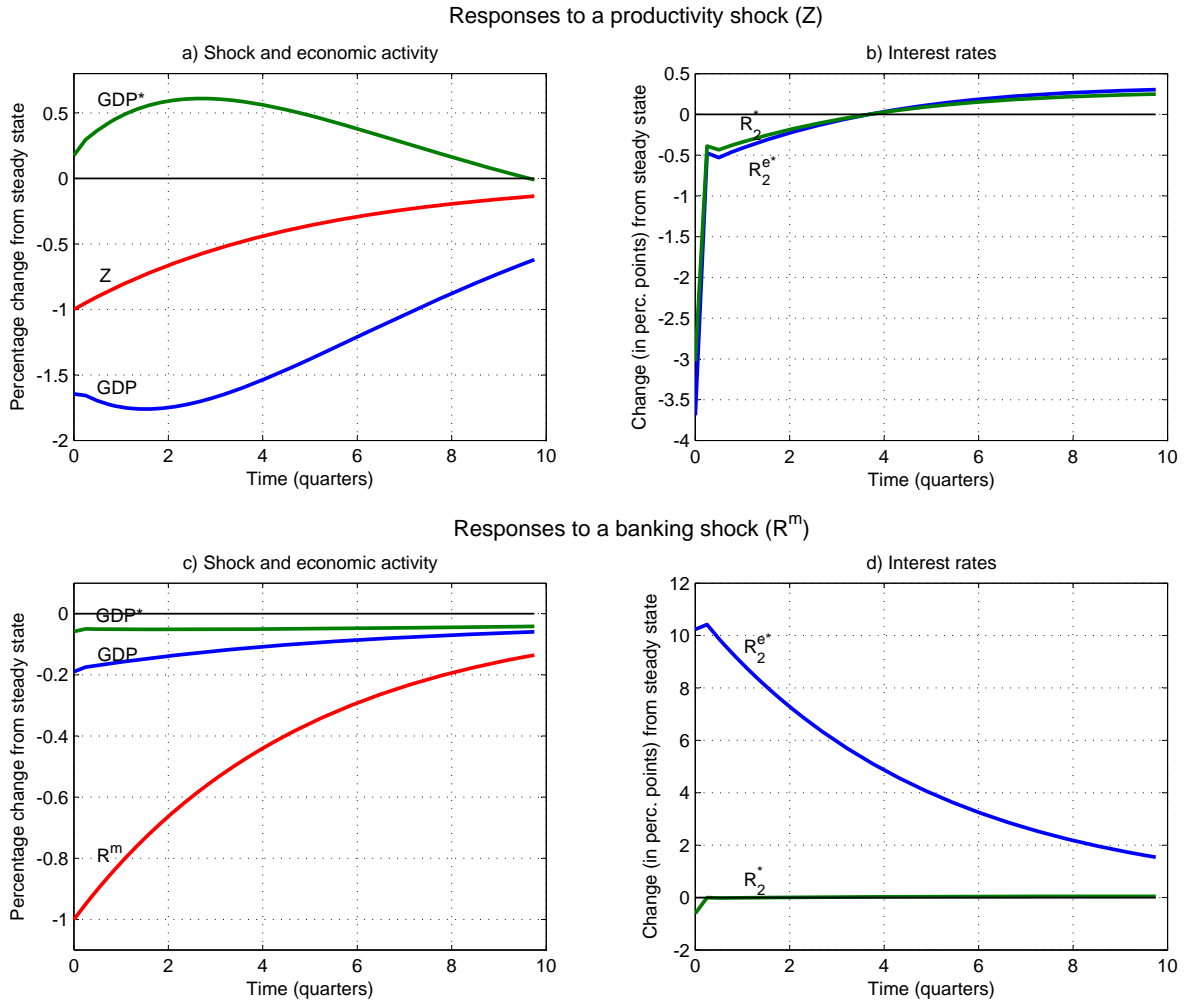 Responses to a productivity shock (Z)
a) Shock and economic activity
Percentage change from steady state
0.5
0
-0.5
-1
-1.5
-2
GDP*
Z
GDP
0 2 4 6 8 10
Time (quarters)
b) Interest rates
Change (in perc. points) from steady state
0.5
0
-0.5
-1
-1.5
-2
-2.5
-3
-3.5
-4
R₂*
R₂ᵉ*
0 2 4 6 8 10
Time (quarters)
Responses to a banking shock (Rᵐ)
c) Shock and economic activity
Percentage change from steady state
0
-0.2
-0.4
-0.6
-0.8
-1
GDP*
GDP
Rᵐ
0 2 4 6 8 10
Time (quarters)
d) Interest rates
Change (in perc. points) from steady state
12
10
8
6
4
2
0
-2
R₂ᵉ*
R₂*
0 2 4 6 8 10
Time (quarters)